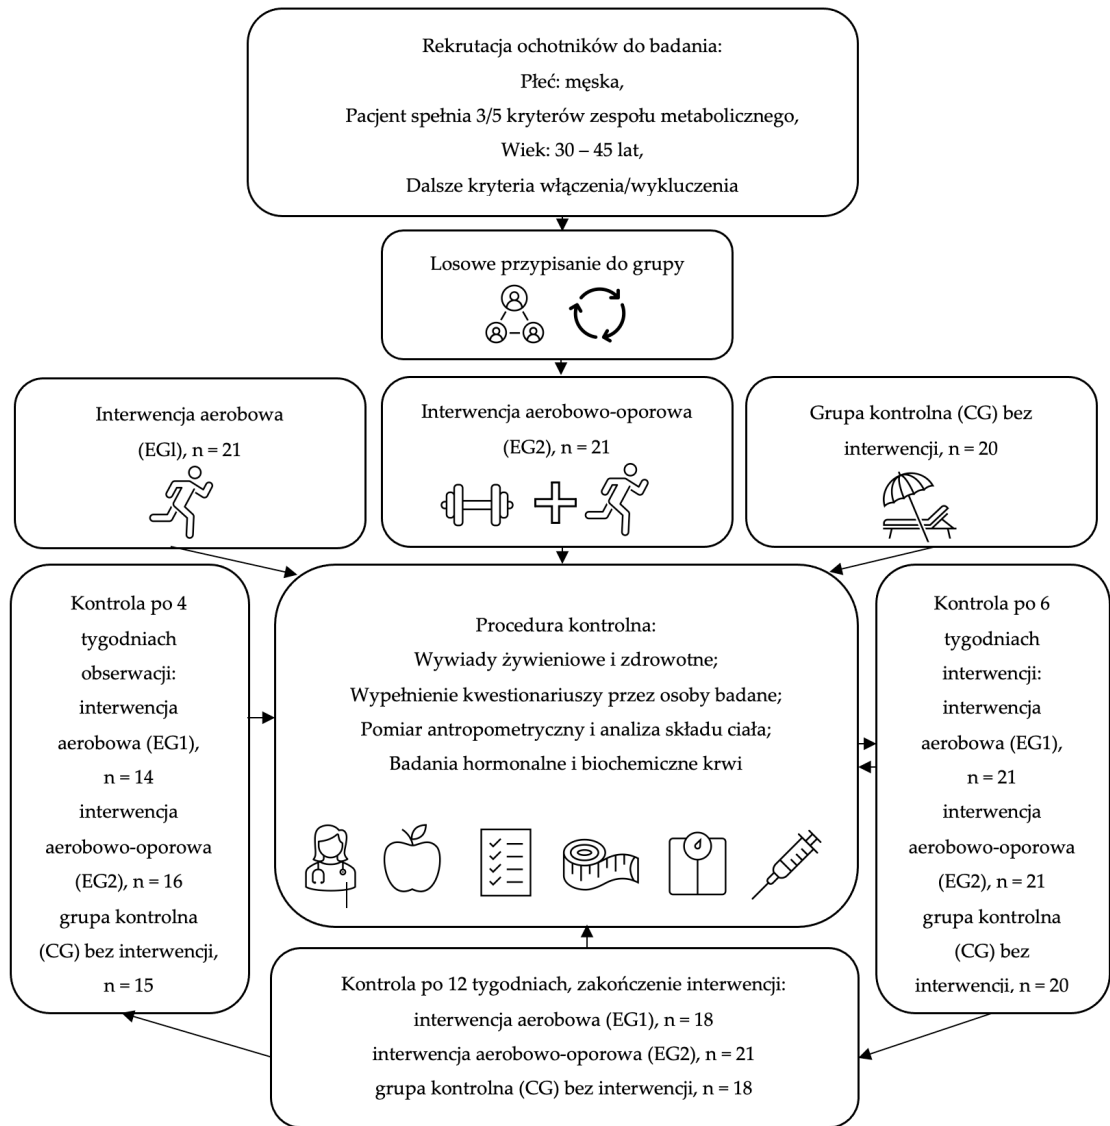 Rekrutacja ochotników do badania:
Płeć: męska,
Pacjent spełnia 3/5 kryterów zespołu metabolicznego,
Wiek: 30 – 45 lat,
Dalsze kryteria włączenia/wykluczenia
Losowe przypisanie do grupy
Interwencja aerobowa
(EGl), n = 21
Interwencja aerobowo-oporowa
(EG2), n = 21
Grupa kontrolna (CG) bez
interwencji, n = 20
Kontrola po 4
tygodniach
obserwacji:
interwencja
aerobowa (EG1),
n = 14
interwencja
aerobowo-oporowa
(EG2), n = 16
grupa kontrolna
(CG) bez interwencji,
n = 15
Procedura kontrolna:
Wywiady żywieniowe i zdrowotne;
Wypełnienie kwestionariuszy przez osoby badane;
Pomiar antropometryczny i analiza składu ciała;
Badania hormonalne i biochemiczne krwi
Kontrola po 6
tygodniach
interwencji:
interwencja
aerobowa (EG1),
n = 21
interwencja
aerobowo-oporowa
(EG2), n = 21
grupa kontrolna
(CG) bez
interwencji, n = 20
Kontrola po 12 tygodniach, zakończenie interwencji:
interwencja aerobowa (EG1), n = 18
interwencja aerobowo-oporowa (EG2), n = 21
grupa kontrolna (CG) bez interwencji, n = 18